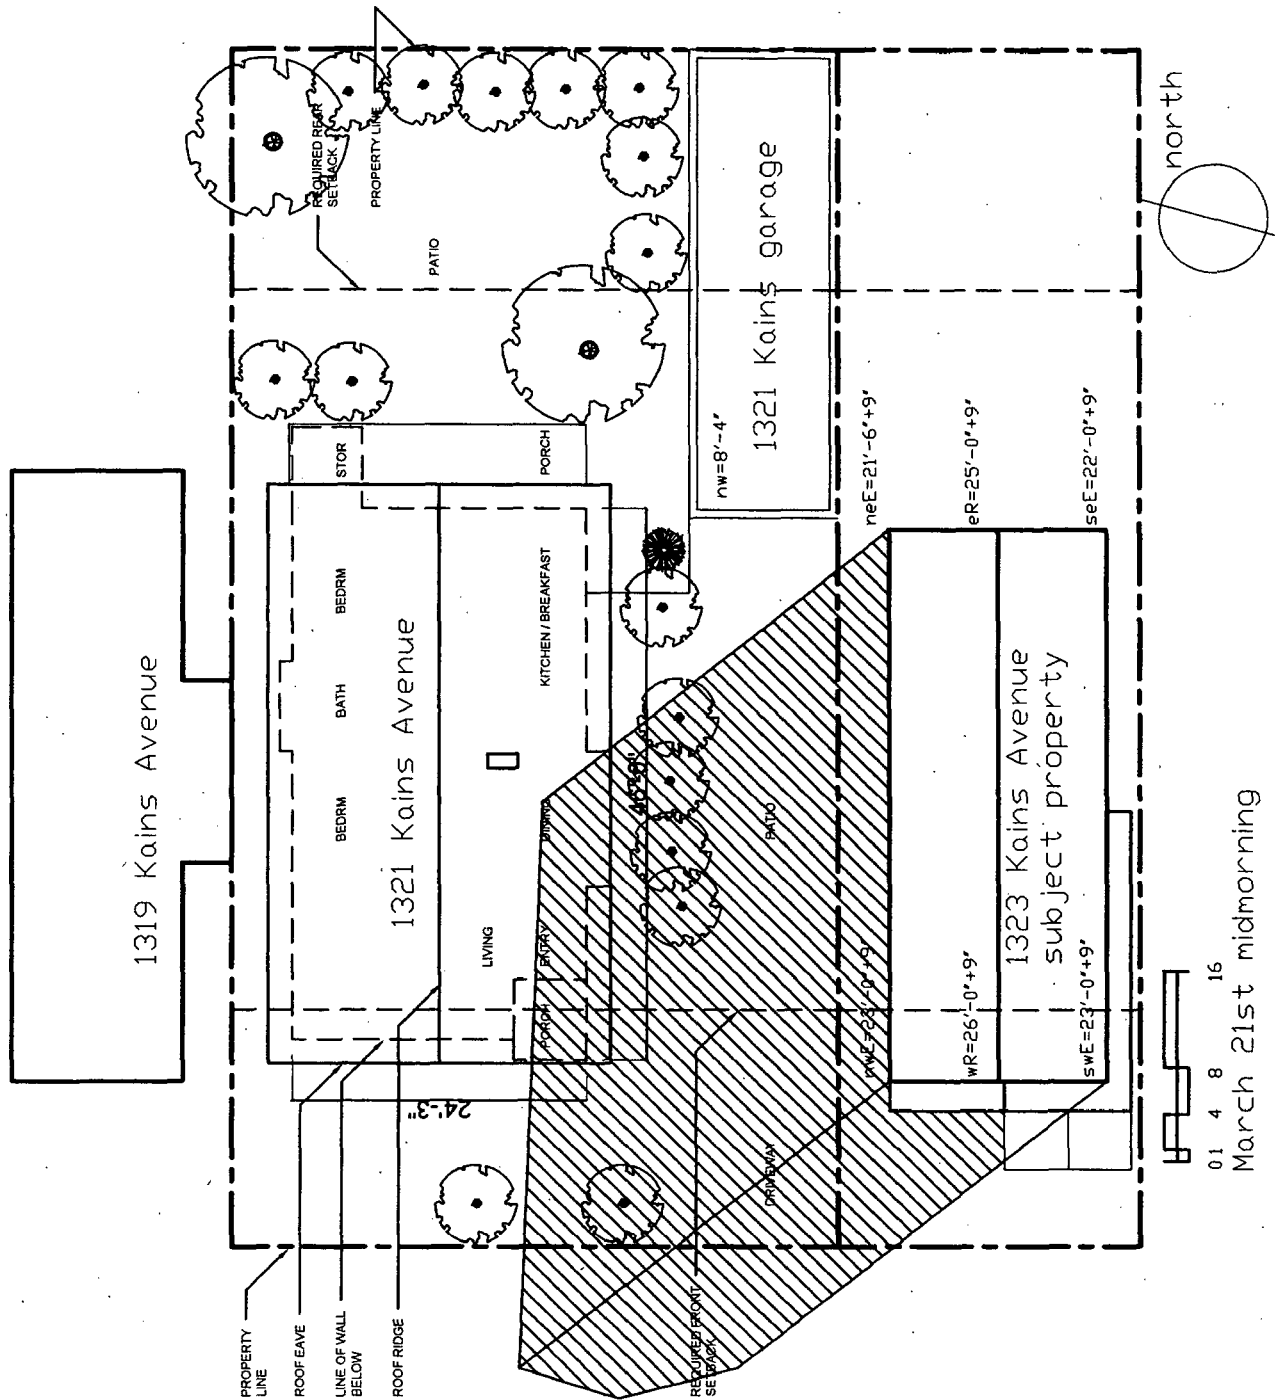 1319 Kains Avenue
REQUIRED REAR
SETBACK
PROPERTY LINE
PATIO
north
1321 Kains garage
nw=8'-4"
STOR
PORCH
BEDRM
BATH
BEDRM
KITCHEN / BREAKFAST
1321 Kains Avenue
LIVING
DINING
ENTRY
PORCH
24'-3"
PATIO
DRIVEWAY
neE=21'-6"+9"
eR=25'-0"+9"
seE=22'-0"+9"
1323 Kains Avenue
subject property
nwE=23'-0"+9"
wR=26'-0"+9"
swE=23'-0"+9"
PROPERTY
LINE
ROOF EAVE
LINE OF WALL
BELOW
ROOF RIDGE
REQUIRED FRONT
SETBACK
0 1 4 8 16
March 21st midmorning